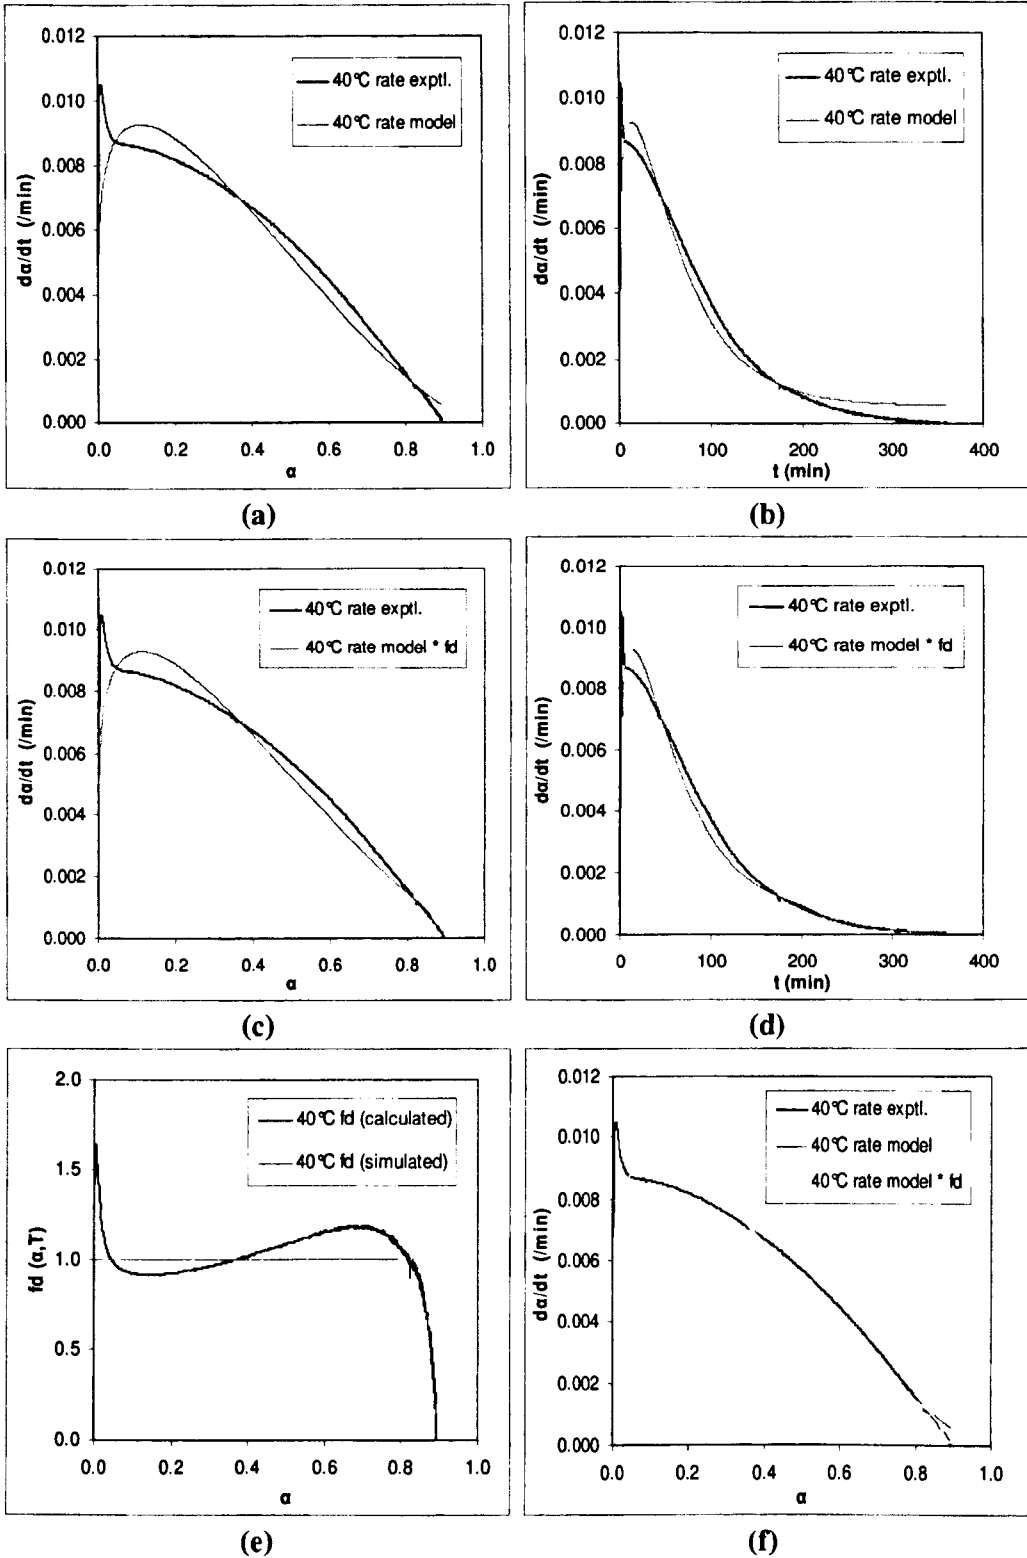 0.012
0.010
0.008
0.006
0.004
0.002
0.000
dα/dt (/min)
40°C rate exptl.
40°C rate model
0.0 0.2 0.4 0.6 0.8 1.0
α
(a)
0.012
0.010
0.008
0.006
0.004
0.002
0.000
dα/dt (/min)
40°C rate exptl.
40°C rate model
0 100 200 300 400
t (min)
(b)
0.012
0.010
0.008
0.006
0.004
0.002
0.000
dα/dt (/min)
40°C rate exptl.
40°C rate model * fd
0.0 0.2 0.4 0.6 0.8 1.0
α
(c)
0.012
0.010
0.008
0.006
0.004
0.002
0.000
dα/dt (/min)
40°C rate exptl.
40°C rate model * fd
0 100 200 300 400
t (min)
(d)
2.0
1.5
1.0
0.5
0.0
fd (α,T)
40°C fd (calculated)
40°C fd (simulated)
0.0 0.2 0.4 0.6 0.8 1.0
α
(e)
0.012
0.010
0.008
0.006
0.004
0.002
0.000
dα/dt (/min)
40°C rate exptl.
40°C rate model
40°C rate model * fd
0.0 0.2 0.4 0.6 0.8 1.0
α
(f)